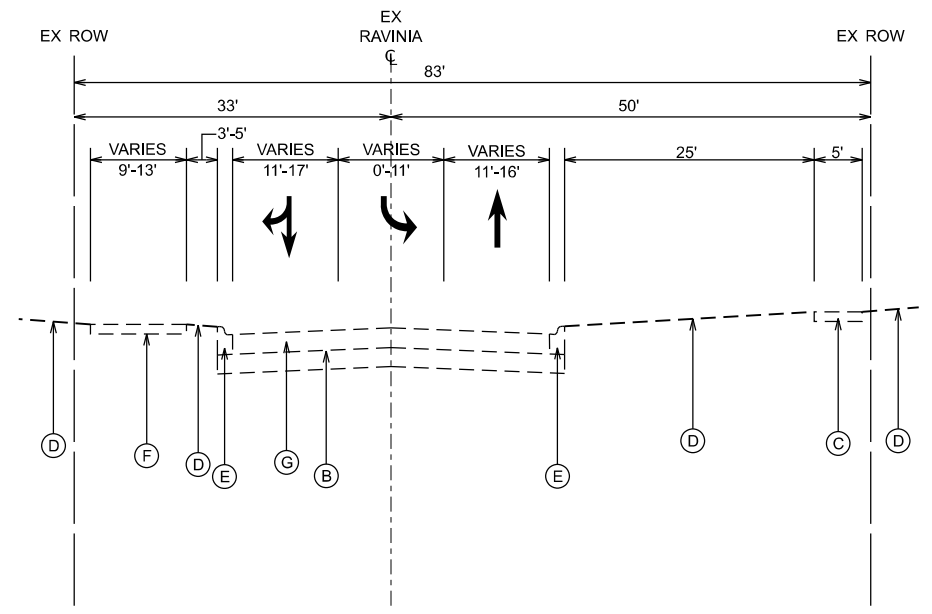 EX ROW
EX
RAVINIA
℄
EX ROW
83'
33'
50'
3'-5'
VARIES
9'-13'
VARIES
11'-17'
VARIES
0'-11'
VARIES
11'-16'
25'
5'
D
F
D
E
G
B
E
D
C
D